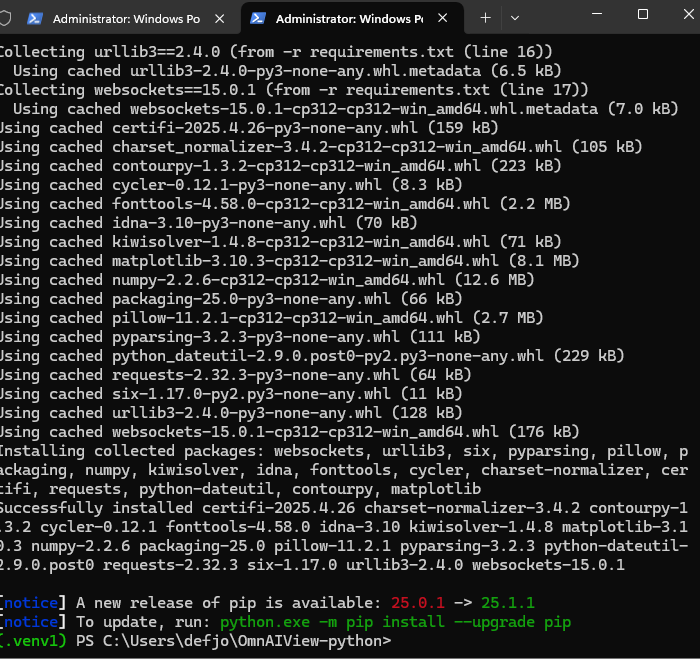 Administrator: Windows Po
Administrator: Windows P
Collecting urllib3==2.4.0 (from -r requirements.txt (line 16))
Using cached urllib3-2.4.0-py3-none-any.whl.metadata (6.5 kB)
Collecting websockets==15.0.1 (from -r requirements.txt (line 17))
Using cached websockets-15.0.1-cp312-cp312-win_amd64.whl.metadata (7.0 kB)
Using cached certifi-2025.4.26-py3-none-any.whl (159 kB)
Using cached charset_normalizer-3.4.2-cp312-cp312-win_amd64.whl (105 kB)
Using cached contourpy-1.3.2-cp312-cp312-win_amd64.whl (223 kB)
Using cached cycler-0.12.1-py3-none-any.whl (8.3 kB)
Using cached fonttools-4.58.0-cp312-cp312-win_amd64.whl (2.2 MB)
Using cached idna-3.10-py3-none-any.whl (70 kB)
Using cached kiwisolver-1.4.8-cp312-cp312-win_amd64.whl (71 kB)
Using cached matplotlib-3.10.3-cp312-cp312-win_amd64.whl (8.1 MB)
Using cached numpy-2.2.6-cp312-cp312-win_amd64.whl (12.6 MB)
Using cached packaging-25.0-py3-none-any.whl (66 kB)
Using cached pillow-11.2.1-cp312-cp312-win_amd64.whl (2.7 MB)
Using cached pyparsing-3.2.3-py3-none-any.whl (111 kB)
Using cached python_dateutil-2.9.0.post0-py2.py3-none-any.whl (229 kB)
Using cached requests-2.32.3-py3-none-any.whl (64 kB)
Using cached six-1.17.0-py2.py3-none-any.whl (11 kB)
Using cached urllib3-2.4.0-py3-none-any.whl (128 kB)
Using cached websockets-15.0.1-cp312-cp312-win_amd64.whl (176 kB)
Installing collected packages: websockets, urllib3, six, pyparsing, pillow, p
ackaging, numpy, kiwisolver, idna, fonttools, cycler, charset-normalizer, cer
tifi, requests, python-dateutil, contourpy, matplotlib
Successfully installed certifi-2025.4.26 charset-normalizer-3.4.2 contourpy-1
.3.2 cycler-0.12.1 fonttools-4.58.0 idna-3.10 kiwisolver-1.4.8 matplotlib-3.1
0.3 numpy-2.2.6 packaging-25.0 pillow-11.2.1 pyparsing-3.2.3 python-dateutil-
2.9.0.post0 requests-2.32.3 six-1.17.0 urllib3-2.4.0 websockets-15.0.1
[notice] A new release of pip is available: 25.0.1 -> 25.1.1
[notice] To update, run: python.exe -m pip install --upgrade pip
(.venv1) PS C:\Users\defjo\OmnAIView-python>